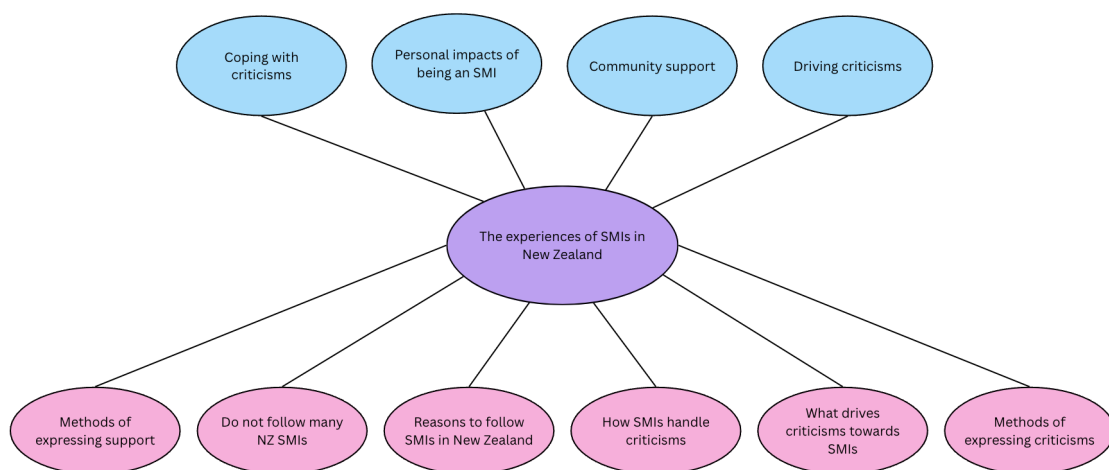 Coping with
criticisms
Personal impacts of
being an SMI
Community support
Driving criticisms
The experiences of SMIs in
New Zealand
Methods of
expressing support
Do not follow many
NZ SMIs
Reasons to follow
SMIs in New Zealand
How SMIs handle
criticisms
What drives
criticisms towards
SMIs
Methods of
expressing criticisms